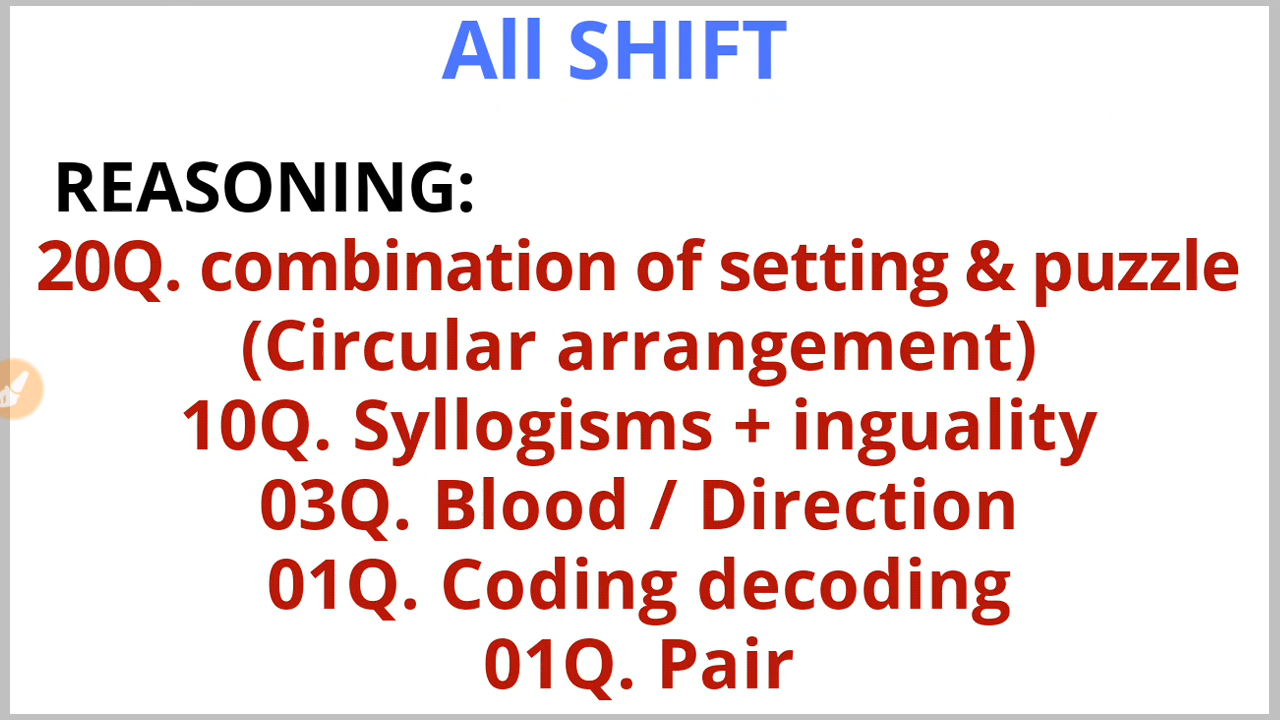 All SHIFT
REASONING:
20Q. combination of setting & puzzle
(Circular arrangement)
10Q. Syllogisms + inguality
03Q. Blood / Direction
01Q. Coding decoding
01Q. Pair